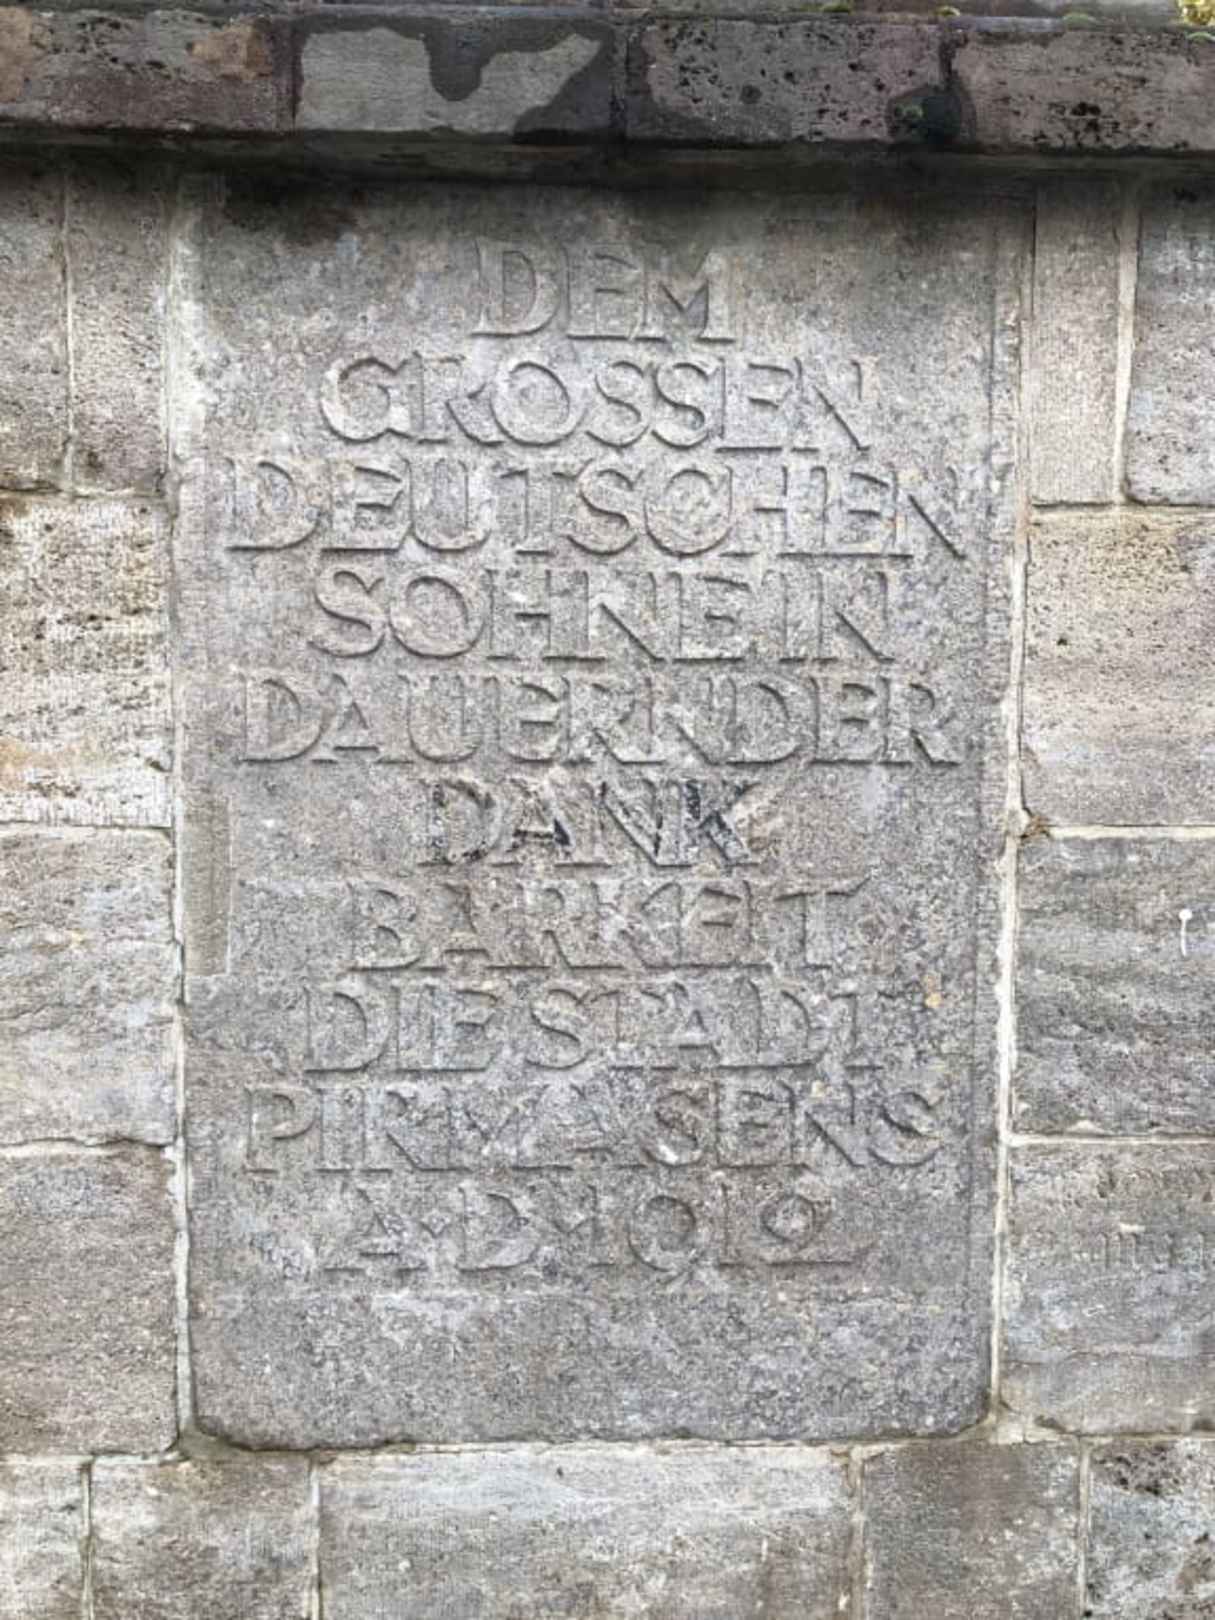 DEM
GROSSEN
DEUTSCHEN
SOHNE IN
DAUERNDER
DANK
BARKEIT
DIE STADT
PIRMASENS
A·D·1912